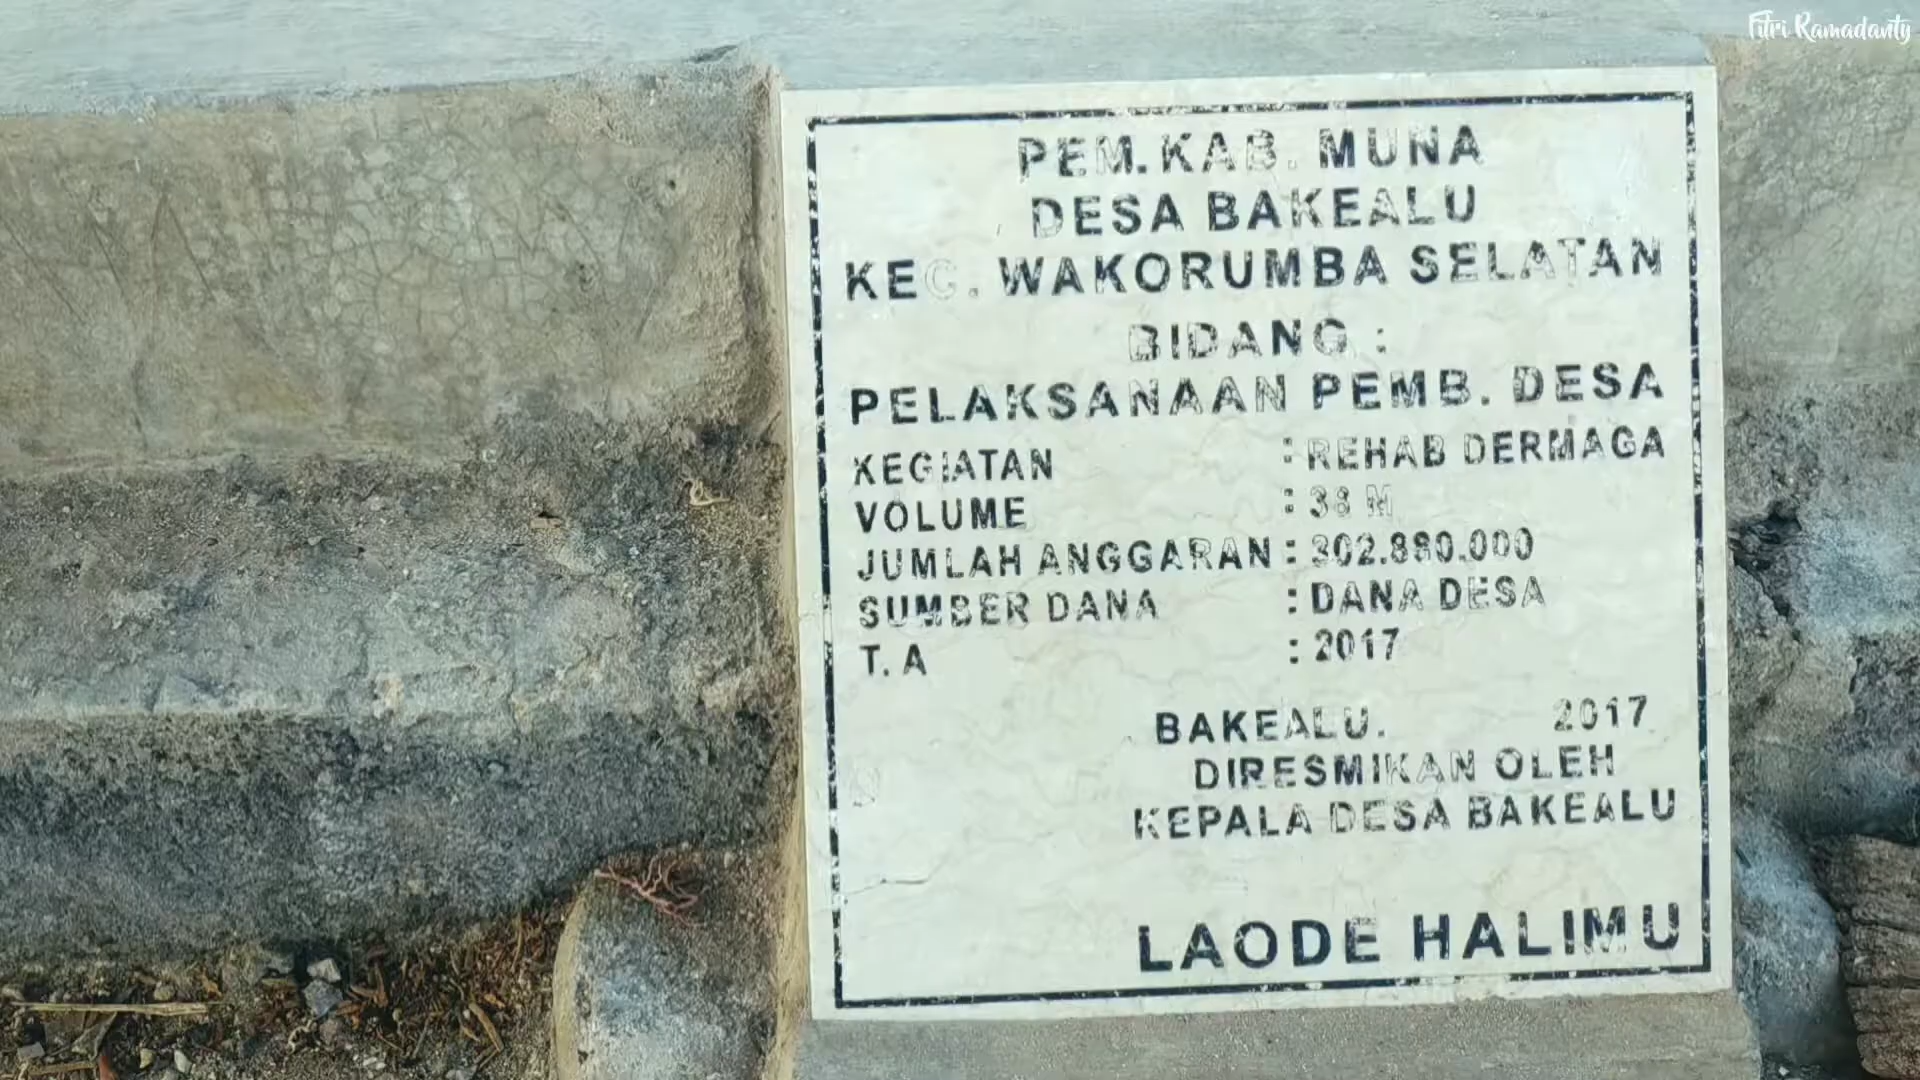 Fitri Ramadanty
PEM.KAB. MUNA
DESA BAKEALU
KEC. WAKORUMBA SELATAN
BIDANG :
PELAKSANAAN PEMB. DESA
KEGIATAN : REHAB DERMAGA
VOLUME : 38 M
JUMLAH ANGGARAN : 302.880.000
SUMBER DANA : DANA DESA
T. A : 2017
BAKEALU. 2017
DIRESMIKAN OLEH
KEPALA DESA BAKEALU
LAODE HALIMU